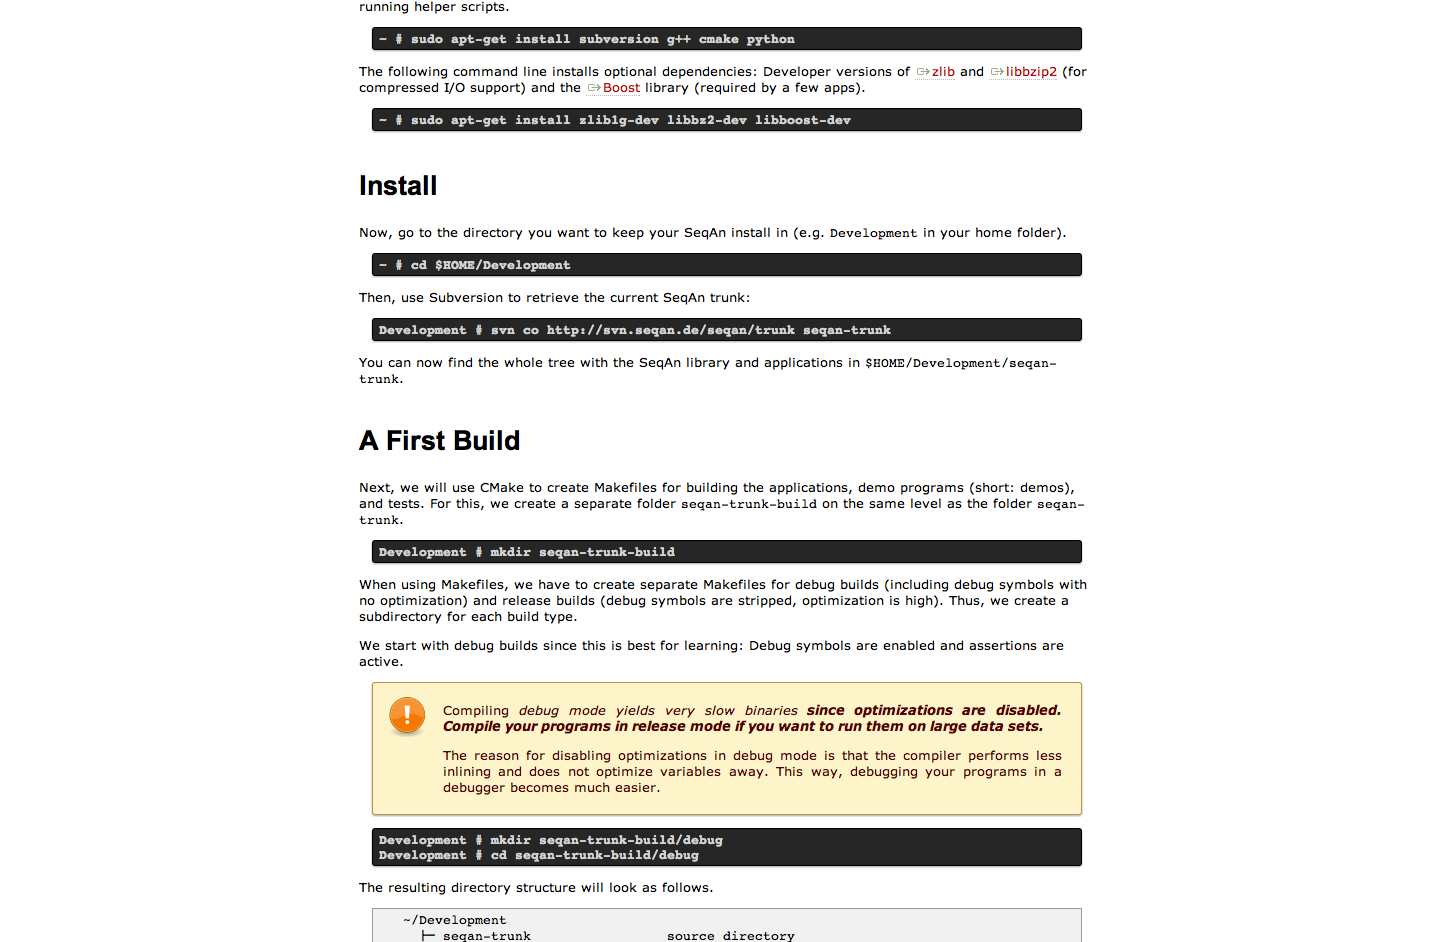 running helper scripts.
~ # sudo apt-get install subversion g++ cmake python
The following command line installs optional dependencies: Developer versions of zlib and libbzip2 (for
compressed I/O support) and the Boost library (required by a few apps).
~ # sudo apt-get install zlib1g-dev libbz2-dev libboost-dev
Install
Now, go to the directory you want to keep your SeqAn install in (e.g. Development in your home folder).
~ # cd $HOME/Development
Then, use Subversion to retrieve the current SeqAn trunk:
Development # svn co http://svn.seqan.de/seqan/trunk seqan-trunk
You can now find the whole tree with the SeqAn library and applications in $HOME/Development/seqan-
trunk.
A First Build
Next, we will use CMake to create Makefiles for building the applications, demo programs (short: demos),
and tests. For this, we create a separate folder seqan-trunk-build on the same level as the folder seqan-
trunk.
Development # mkdir seqan-trunk-build
When using Makefiles, we have to create separate Makefiles for debug builds (including debug symbols with
no optimization) and release builds (debug symbols are stripped, optimization is high). Thus, we create a
subdirectory for each build type.
We start with debug builds since this is best for learning: Debug symbols are enabled and assertions are
active.
Compiling debug mode yields very slow binaries since optimizations are disabled.
Compile your programs in release mode if you want to run them on large data sets.
The reason for disabling optimizations in debug mode is that the compiler performs less
inlining and does not optimize variables away. This way, debugging your programs in a
debugger becomes much easier.
Development # mkdir seqan-trunk-build/debug
Development # cd seqan-trunk-build/debug
The resulting directory structure will look as follows.
~/Development
├─ seqan-trunk source directory